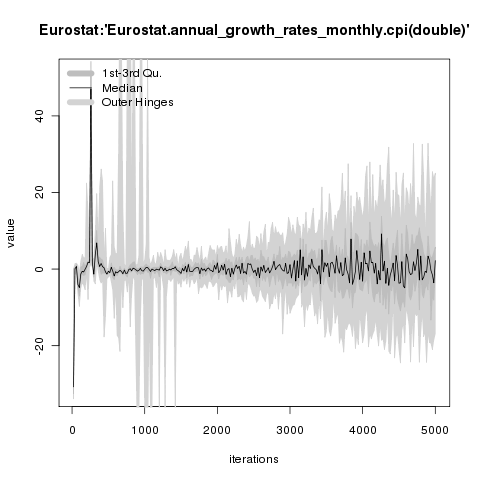 Eurostat:'Eurostat.annual_growth_rates_monthly.cpi(double)'
1st-3rd Qu.
Median
Outer Hinges
value
40
20
0
-20
0 1000 2000 3000 4000 5000
iterations